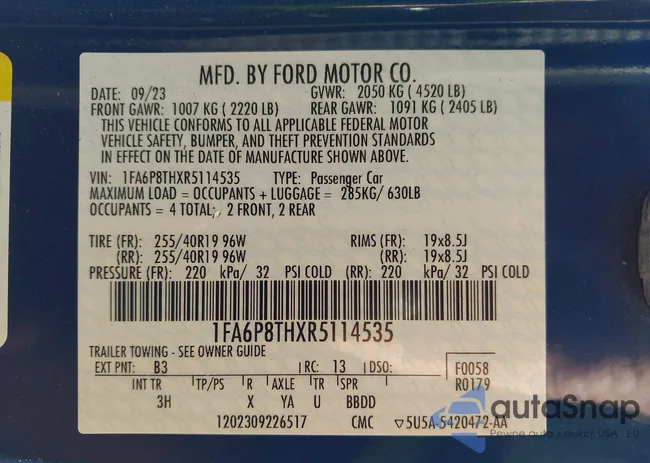 MFD. BY FORD MOTOR CO.
DATE: 09/23 GVWR: 2050 KG ( 4520 LB)
FRONT GAWR: 1007 KG ( 2220 LB) REAR GAWR: 1091 KG ( 2405 LB)
THIS VEHICLE CONFORMS TO ALL APPLICABLE FEDERAL MOTOR
VEHICLE SAFETY, BUMPER, AND THEFT PREVENTION STANDARDS
IN EFFECT ON THE DATE OF MANUFACTURE SHOWN ABOVE.
VIN: 1FA6P8THXR5114535 TYPE: Passenger Car
MAXIMUM LOAD = OCCUPANTS + LUGGAGE = 285KG/ 630LB
OCCUPANTS = 4 TOTAL; 2 FRONT, 2 REAR
TIRE (FR): 255/40R19 96W RIMS (FR): 19x8.5J
(RR): 255/40R19 96W (RR): 19x8.5J
PRESSURE (FR): 220 kPa/ 32 PSI COLD (RR): 220 kPa/ 32 PSI COLD
1FA6P8THXR5114535
TRAILER TOWING - SEE OWNER GUIDE
EXT PNT: B3 RC: 13 DSO: F0058
R0179
INT TR TP/PS R AXLE TR SPR
3H X YA U BBDD
1202309226517 CMC ▽5U5A-5420472-AA
autaSnap
Pewne auto z aukcji USA - EU